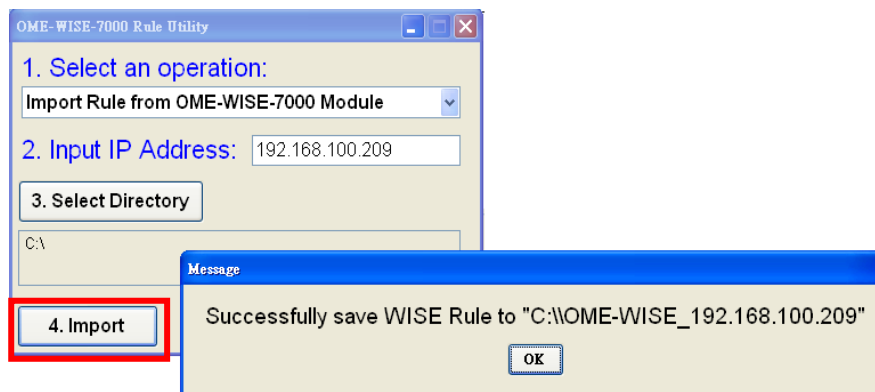 OME-WISE-7000 Rule Utility
1. Select an operation:
Import Rule from OME-WISE-7000 Module
2. Input IP Address: 192.168.100.209
3. Select Directory
C:\
Message
4. Import
Successfully save WISE Rule to "C:\\OME-WISE_192.168.100.209"
OK